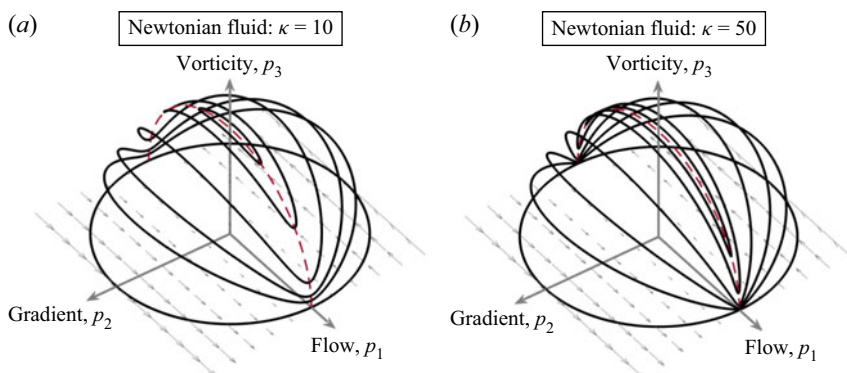 (a)
Newtonian fluid: κ = 10
Vorticity, p3
Gradient, p2
Flow, p1
(b)
Newtonian fluid: κ = 50
Vorticity, p3
Gradient, p2
Flow, p1